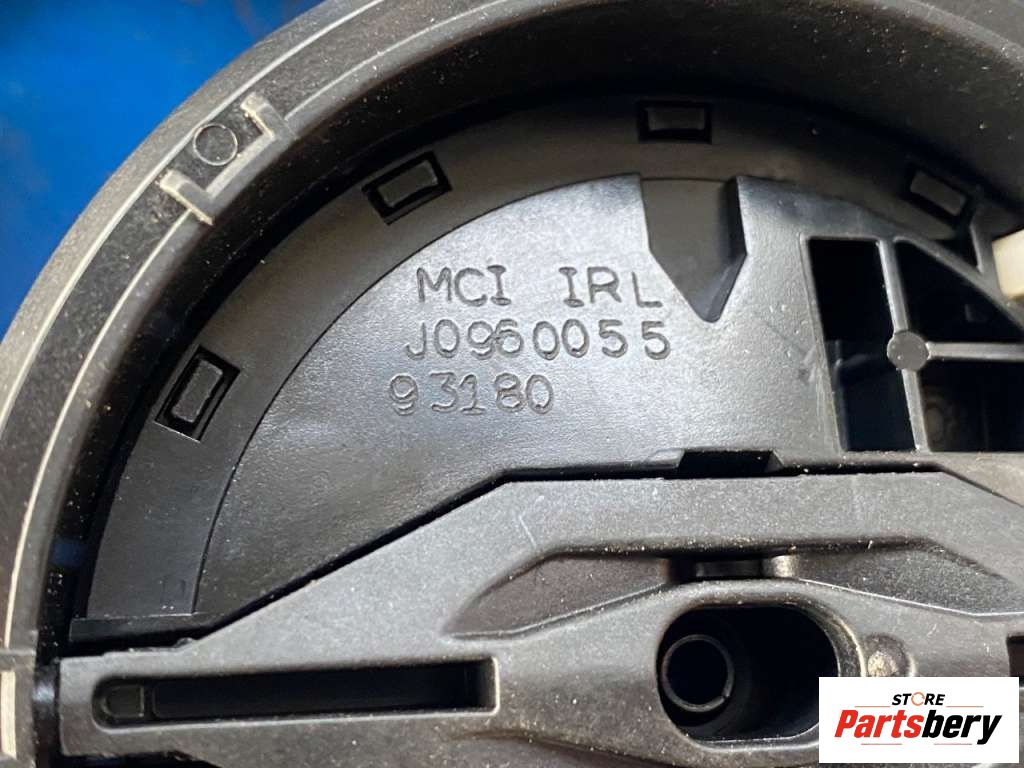 MCI IRL
J0960055
93180
STORE
Partsbery